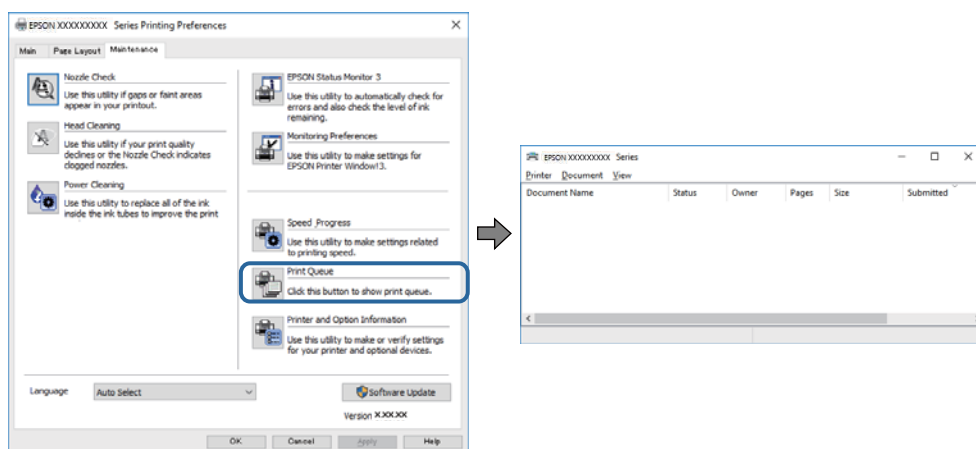 EPSON XXXXXXXXX Series Printing Preferences
Main Page Layout Maintenance
Nozzle Check
Use this utility if gaps or faint areas
appear in your printout.
Head Cleaning
Use this utility if your print quality
declines or the Nozzle Check indicates
clogged nozzles.
Power Cleaning
Use this utility to replace all of the ink
inside the ink tubes to improve the print
EPSON Status Monitor 3
Use this utility to automatically check for
errors and also check the level of ink
remaining.
Monitoring Preferences
Use this utility to make settings for
EPSON Printer Window!3.
Speed_Progress
Use this utility to make settings related
to printing speed.
Print Queue
Click this button to show print queue.
Printer and Option Information
Use this utility to make or verify settings
for your printer and optional devices.
Language Auto Select
Software Update
Version X.XX.XX
OK Cancel Apply Help
EPSON XXXXXXXXX Series
Printer Document View
Document Name Status Owner Pages Size Submitted